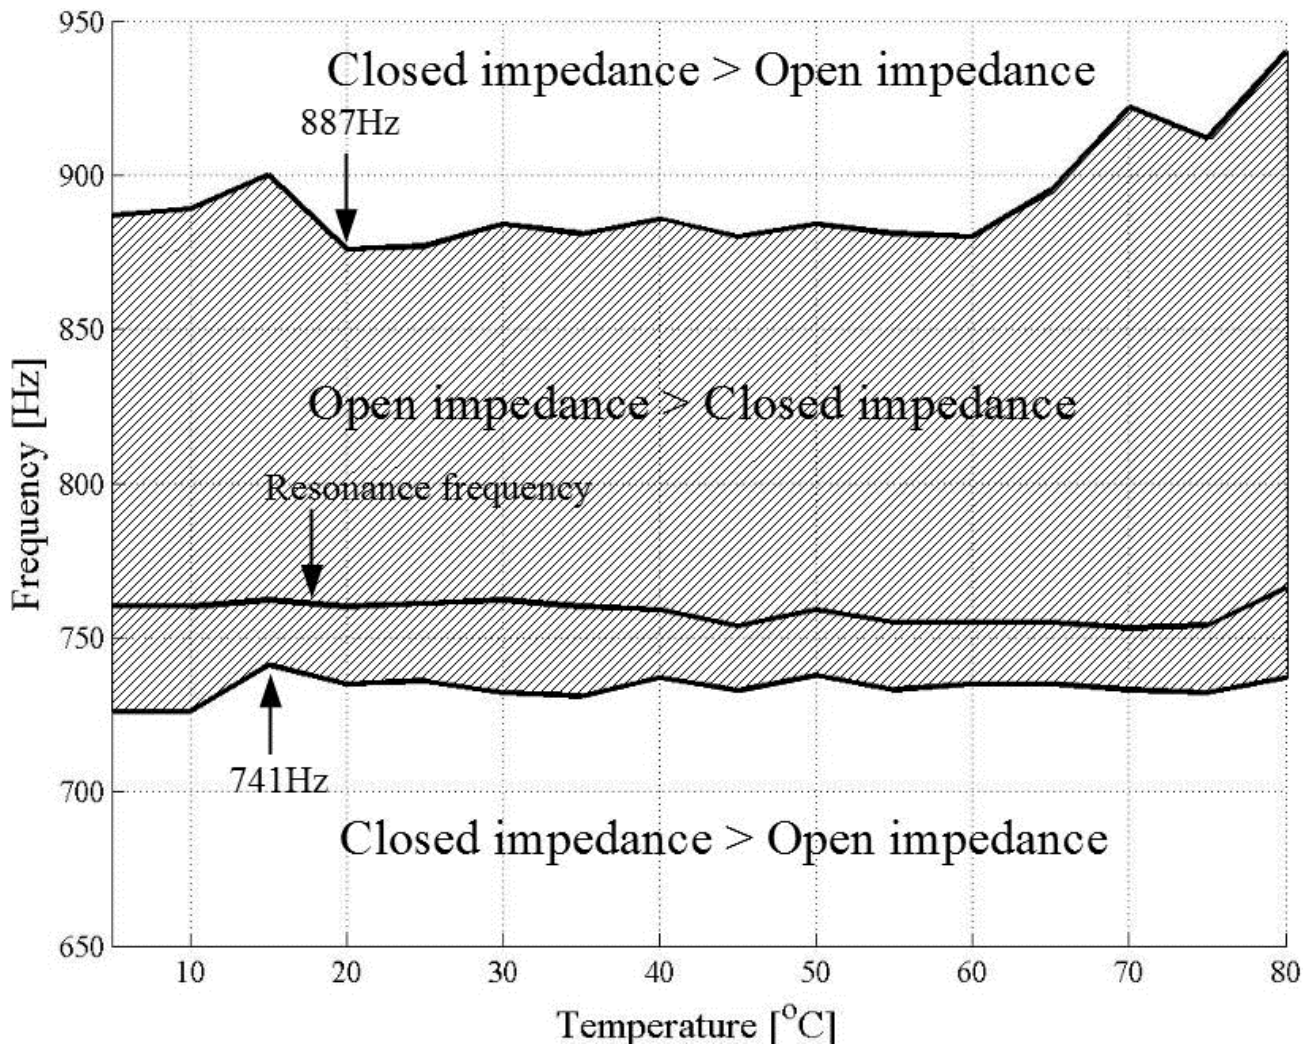 950
Closed impedance > Open impedance
887Hz
900
850
Open impedance > Closed impedance
Frequency [Hz]
800
Resonance frequency
750
741Hz
700
Closed impedance > Open impedance
650
10 20 30 40 50 60 70 80
Temperature [°C]